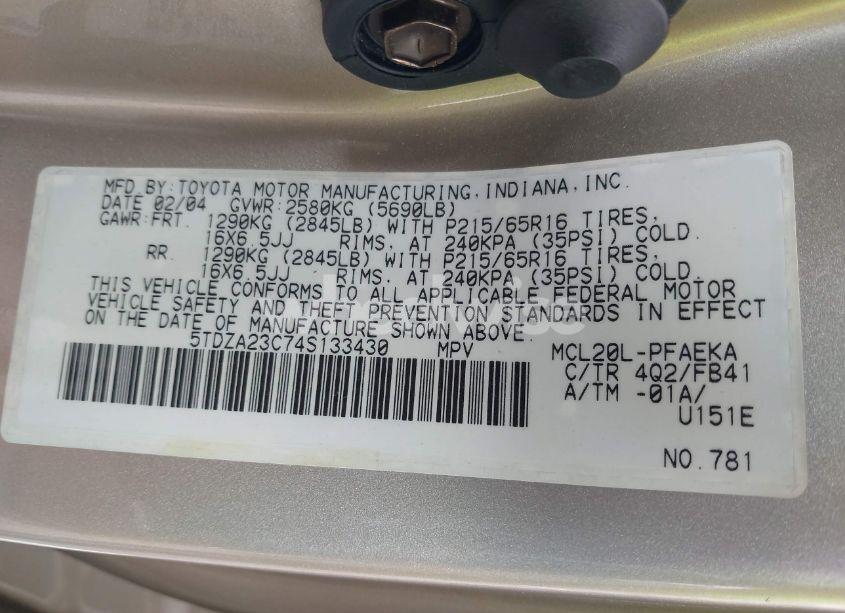 MFD.BY:TOYOTA MOTOR MANUFACTURING,INDIANA,INC.
DATE 02/04 GVWR:2580KG (5690LB)
GAWR:FRT. 1290KG (2845LB) WITH P215/65R16 TIRES,
16X6.5JJ RIMS, AT 240KPA (35PSI) COLD.
RR. 1290KG (2845LB) WITH P215/65R16 TIRES,
16X6.5JJ RIMS, AT 240KPA (35PSI) COLD.
THIS VEHICLE CONFORMS TO ALL APPLICABLE FEDERAL MOTOR
VEHICLE SAFETY AND THEFT PREVENTION STANDARDS IN EFFECT
ON THE DATE OF MANUFACTURE SHOWN ABOVE.
5TDZA23C74S133430 MPV MCL20L-PFAEKA
C/TR 4Q2/FB41
A/TM -01A/
U151E
NO.781